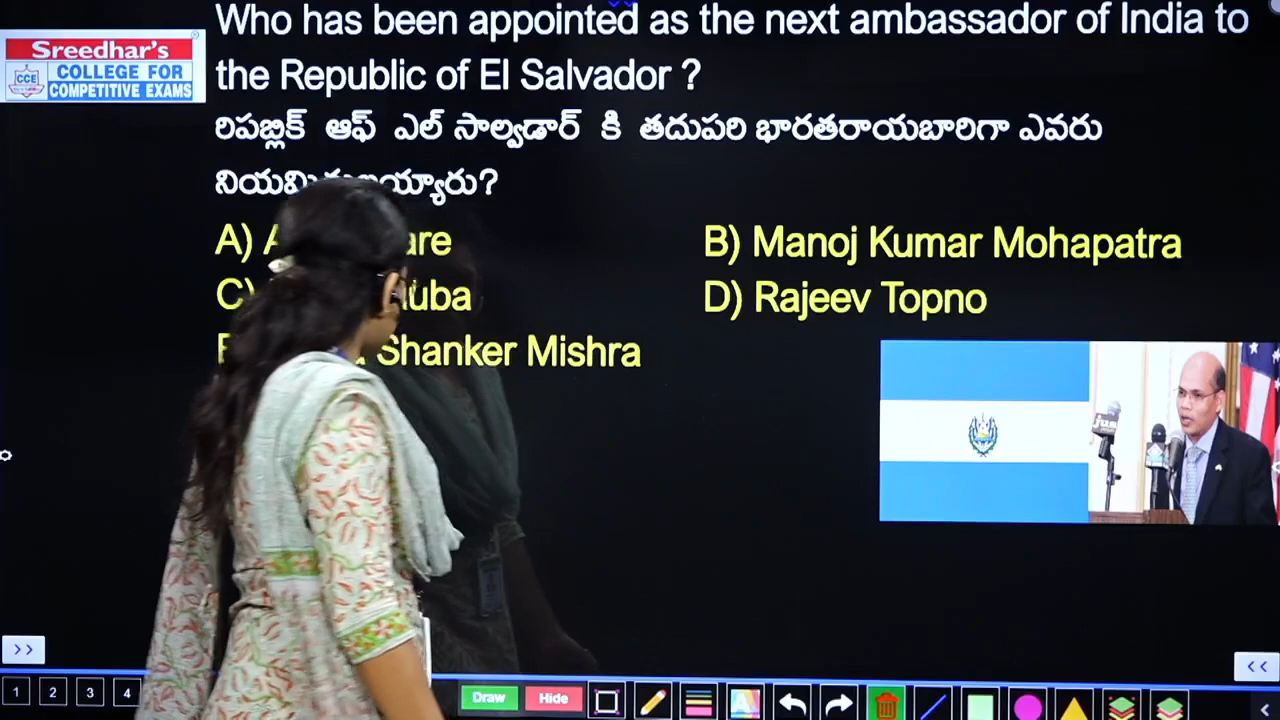 Who has been appointed as the next ambassador of India to
the Republic of El Salvador ?
Sreedhar's
CCE
COLLEGE FOR
COMPETITIVE EXAMS
రిపబ్లిక్ ఆఫ్ ఎల్ సాల్వడార్ కి తదుపరి భారతరాయబారిగా ఎవరు
A)
B) Manoj Kumar Mohapatra
C)
D) Rajeev Topno
Shanker Mishra
>>
<<
1 2 3 4
Draw Hide